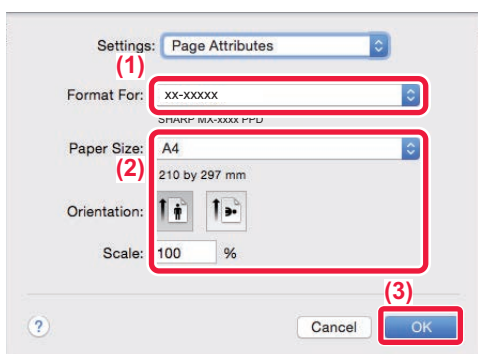 Settings: Page Attributes
(1)
Format For: xx-xxxxx
SHARP MX-xxxx PPD
Paper Size: A4
(2)
210 by 297 mm
Orientation:
Scale: 100 %
(3)
? Cancel OK